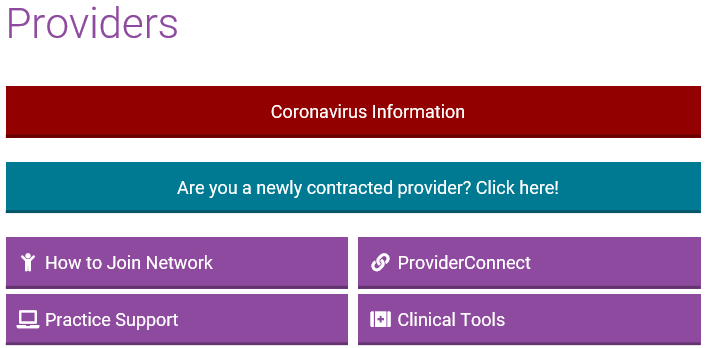 Providers
Coronavirus Information
Are you a newly contracted provider? Click here!
How to Join Network
ProviderConnect
Practice Support
Clinical Tools